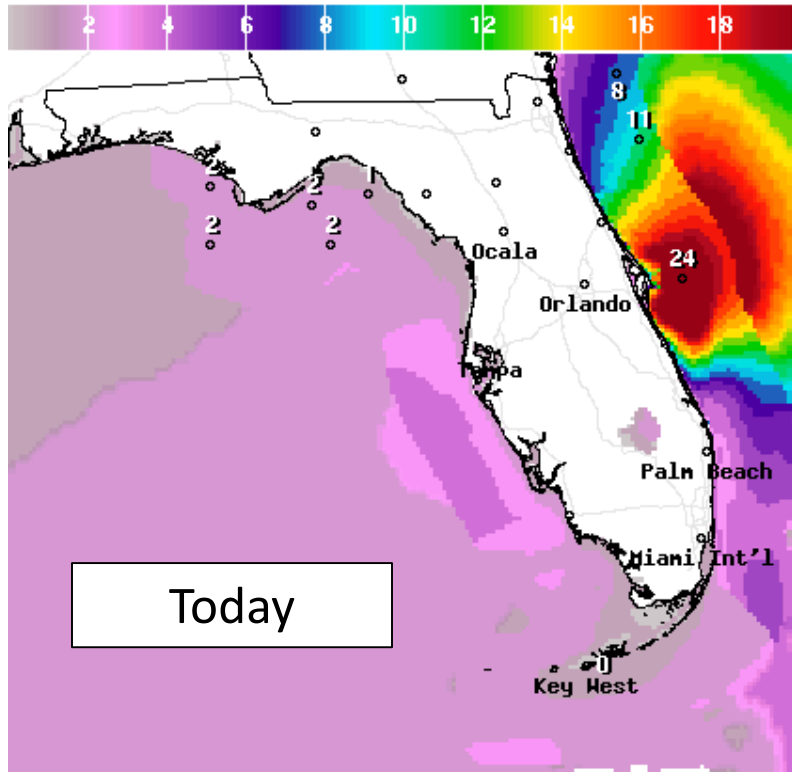 2 4 6 8 10 12 14 16 18
8
11
2
2
1
2
2
Ocala
24
Orlando
Tampa
Palm Beach
Miami Int'l
Today
0
Key West